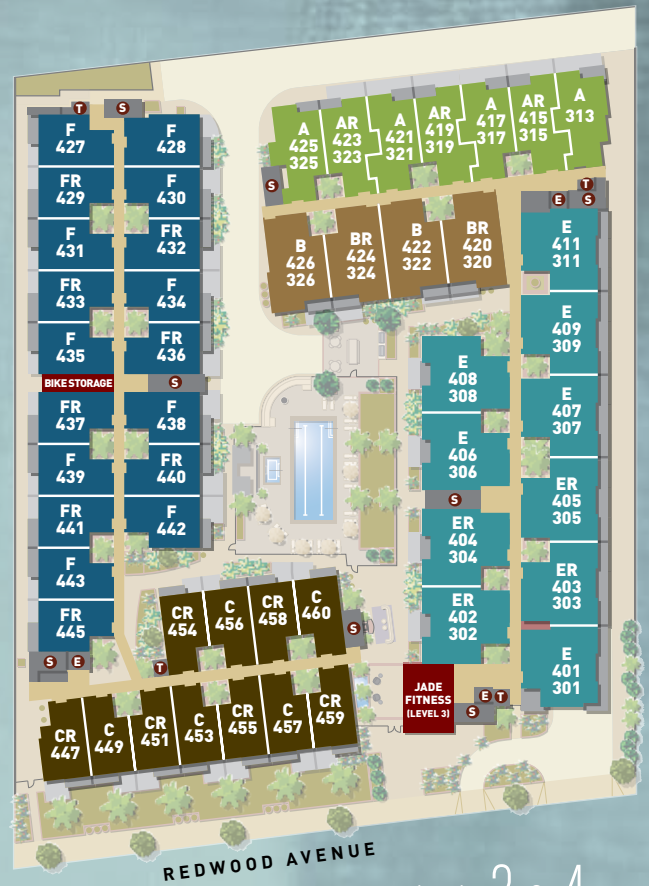 T
S
F
427
F
428
FR
429
F
430
F
431
FR
432
FR
433
F
434
F
435
FR
436
BIKE STORAGE
S
FR
437
F
438
F
439
FR
440
FR
441
F
442
F
443
FR
445
S E
A
425
325
AR
423
323
A
421
321
AR
419
319
A
417
317
AR
415
315
A
313
S
T
E S
B
426
326
BR
424
324
B
422
322
BR
420
320
E
411
311
E
409
309
E
408
308
E
407
307
E
406
306
S
ER
405
305
ER
404
304
ER
403
303
ER
402
302
E
401
301
JADE
FITNESS
(LEVEL 3)
E T
S
CR
454
C
456
CR
458
C
460
S
T
CR
447
C
449
CR
451
C
453
CR
455
C
457
CR
459
REDWOOD AVENUE